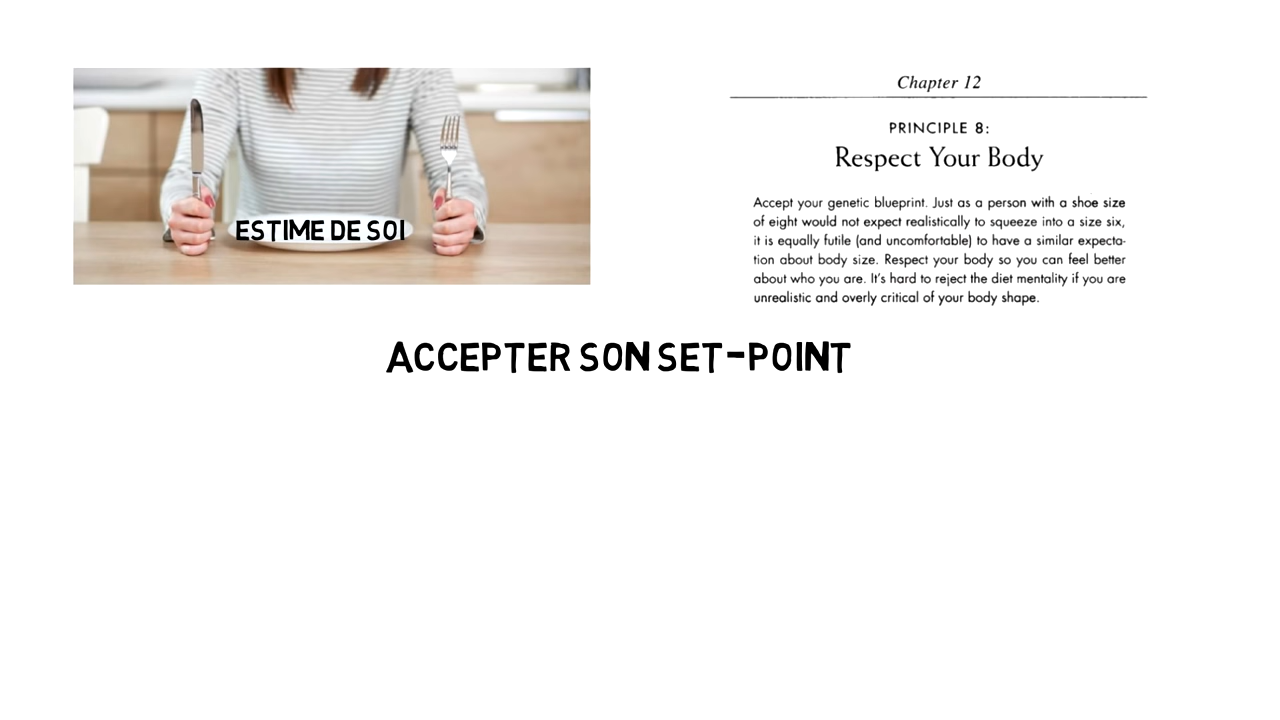 ESTIME DE SOI
Chapter 12
PRINCIPLE 8:
Respect Your Body
Accept your genetic blueprint. Just as a person with a shoe size
of eight would not expect realistically to squeeze into a size six,
it is equally futile (and uncomfortable) to have a similar expecta-
tion about body size. Respect your body so you can feel better
about who you are. It's hard to reject the diet mentality if you are
unrealistic and overly critical of your body shape.
ACCEPTER SON SET-POINT